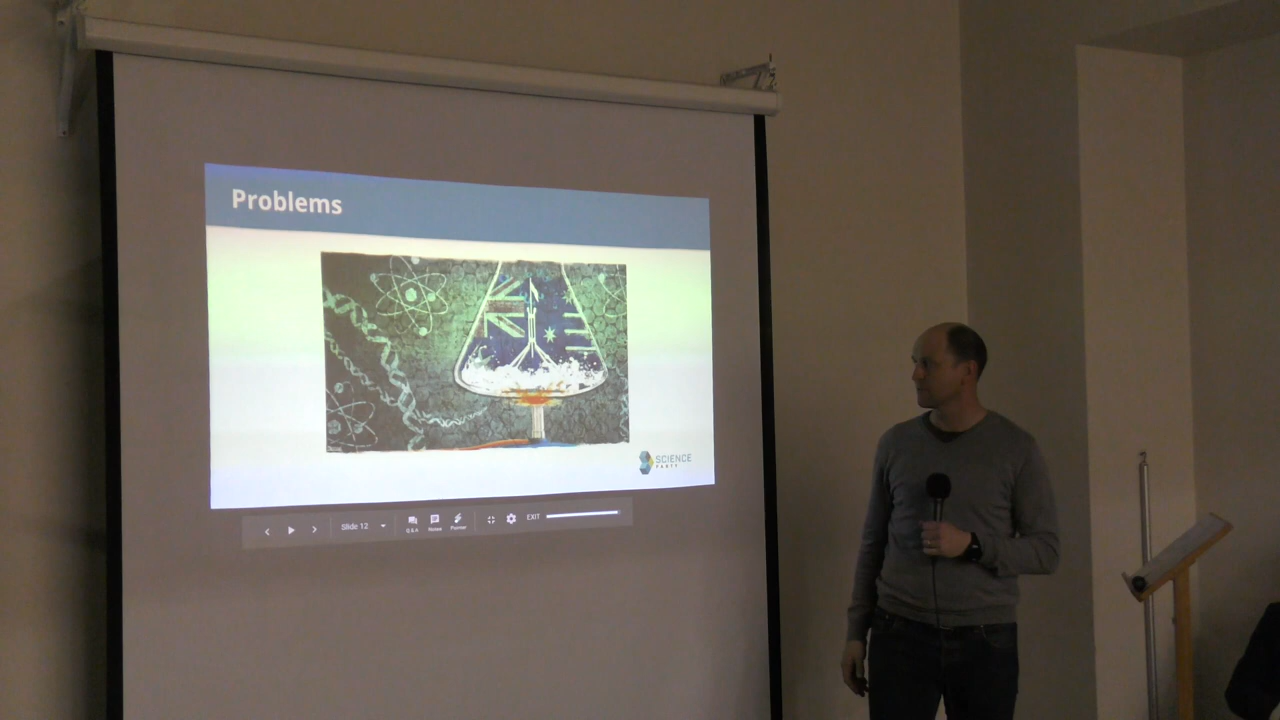 Problems
SCIENCE
PARTY
Slide 12
Q&A
Notes
Pointer
EXIT